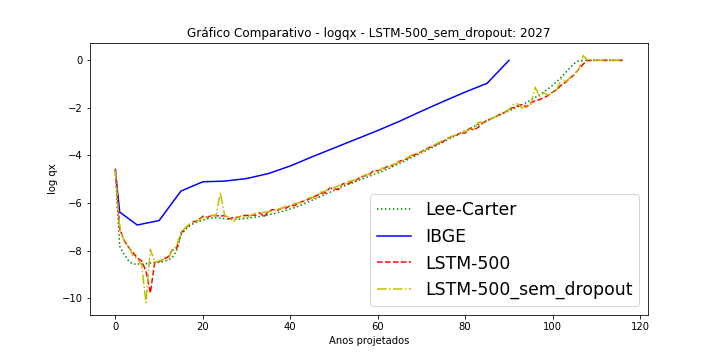 Gráfico Comparativo - logqx - LSTM-500_sem_dropout: 2027
0
−2
−4
−6
−8
−10
log qx
0 20 40 60 80 100 120
Anos projetados
Lee-Carter
IBGE
LSTM-500
LSTM-500_sem_dropout